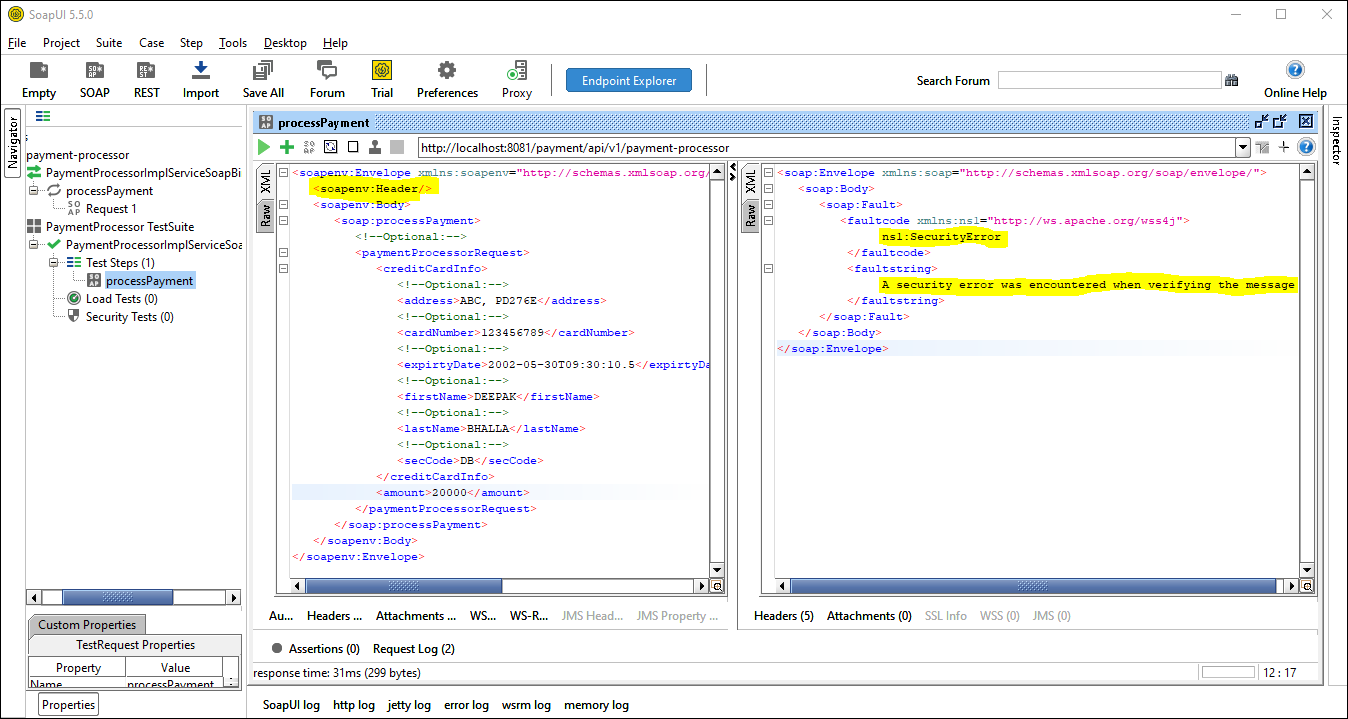 SoapUI 5.5.0
File Project Suite Case Step Tools Desktop Help
Empty SOAP REST Import Save All Forum Trial Preferences Proxy Endpoint Explorer Search Forum Online Help
Navigator
payment-processor
PaymentProcessorImplServiceSoapBi
processPayment
Request 1
PaymentProcessor TestSuite
PaymentProcessorImplServiceSoa
Test Steps (1)
processPayment
Load Tests (0)
Security Tests (0)
Custom Properties
TestRequest Properties
Property Value
Name processPayment
Properties
processPayment
http://localhost:8081/payment/api/v1/payment-processor
XML
Raw
<soapenv:Envelope xmlns:soapenv="http://schemas.xmlsoap.org/
<soapenv:Header/>
<soapenv:Body>
<soap:processPayment>
<!--Optional:-->
<paymentProcessorRequest>
<creditCardInfo>
<!--Optional:-->
<address>ABC, PD276E</address>
<!--Optional:-->
<cardNumber>123456789</cardNumber>
<!--Optional:-->
<expirtyDate>2002-05-30T09:30:10.5</expirtyDa
<!--Optional:-->
<firstName>DEEPAK</firstName>
<!--Optional:-->
<lastName>BHALLA</lastName>
<!--Optional:-->
<secCode>DB</secCode>
</creditCardInfo>
<amount>20000</amount>
</paymentProcessorRequest>
</soap:processPayment>
</soapenv:Body>
</soapenv:Envelope>
Au... Headers ... Attachments ... WS... WS-R... JMS Head... JMS Property ...
XML
Raw
<soap:Envelope xmlns:soap="http://schemas.xmlsoap.org/soap/envelope/">
<soap:Body>
<soap:Fault>
<faultcode xmlns:ns1="http://ws.apache.org/wss4j">
ns1:SecurityError
</faultcode>
<faultstring>
A security error was encountered when verifying the message
</faultstring>
</soap:Fault>
</soap:Body>
</soap:Envelope>
Headers (5) Attachments (0) SSL Info WSS (0) JMS (0)
Assertions (0) Request Log (2)
response time: 31ms (299 bytes) 12 : 17
SoapUI log http log jetty log error log wsrm log memory log
Inspector